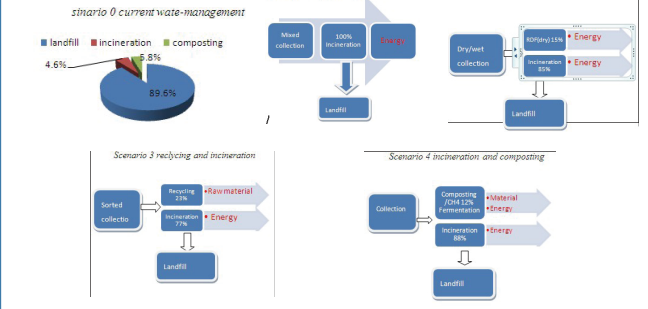 sinario 0 current wate-management
landfill incineration composting
4.6%
5.8%
89.6%
Mixed
collection
100%
Incineration
Energy
Landfill
/
Dry/wet
collection
RDF(dry) 15%
• Energy
Incineration
85%
• Energy
Landfill
Scenario 3 reclycing and incineration
Sorted
collectio
Recycling
23%
•Raw material
Incineration
77%
• Energy
Landfill
Scenario 4 incineration and composting
Collection
Composting
/CH4 12%
Fermentation
•Material
•Energy
Incineration
88%
•Energy
Landfill